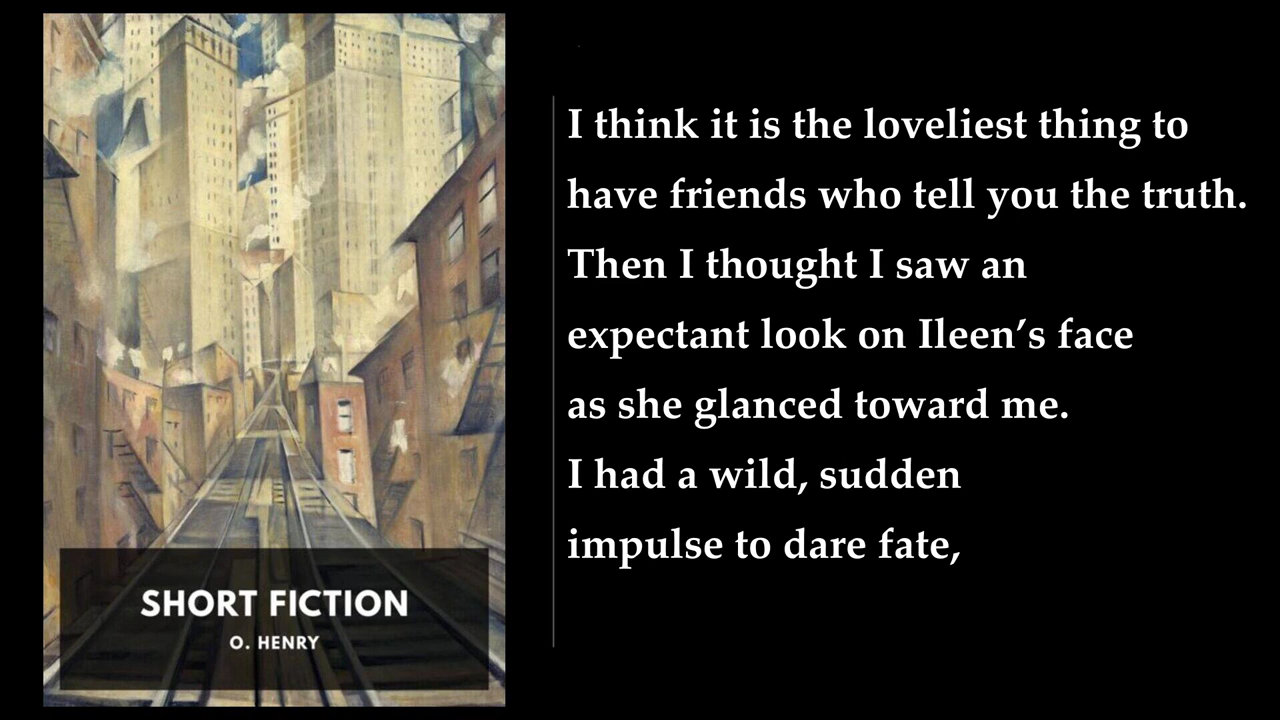 SHORT FICTION
O. HENRY
I think it is the loveliest thing to
have friends who tell you the truth.
Then I thought I saw an
expectant look on Ileen’s face
as she glanced toward me.
I had a wild, sudden
impulse to dare fate,